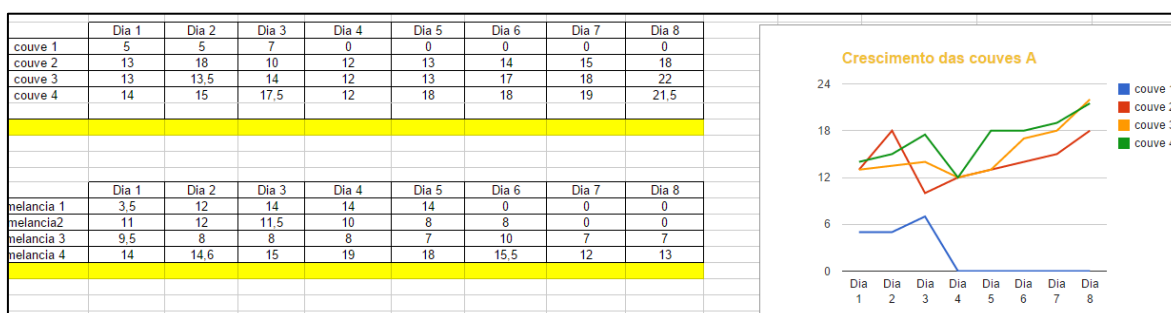 Dia 1 Dia 2 Dia 3 Dia 4 Dia 5 Dia 6 Dia 7 Dia 8
couve 1 5 5 7 0 0 0 0 0
couve 2 13 18 10 12 13 14 15 18
couve 3 13 13,5 14 12 13 17 18 22
couve 4 14 15 17,5 12 18 18 19 21,5
Dia 1 Dia 2 Dia 3 Dia 4 Dia 5 Dia 6 Dia 7 Dia 8
melancia 1 3,5 12 14 14 14 0 0 0
melancia2 11 12 11,5 10 8 8 0 0
melancia 3 9,5 8 8 8 7 10 7 7
melancia 4 14 14,6 15 19 18 15,5 12 13
Crescimento das couves A
24
18
12
6
0
Dia Dia Dia Dia Dia Dia Dia Dia
1 2 3 4 5 6 7 8
couve 1
couve 2
couve 3
couve 4